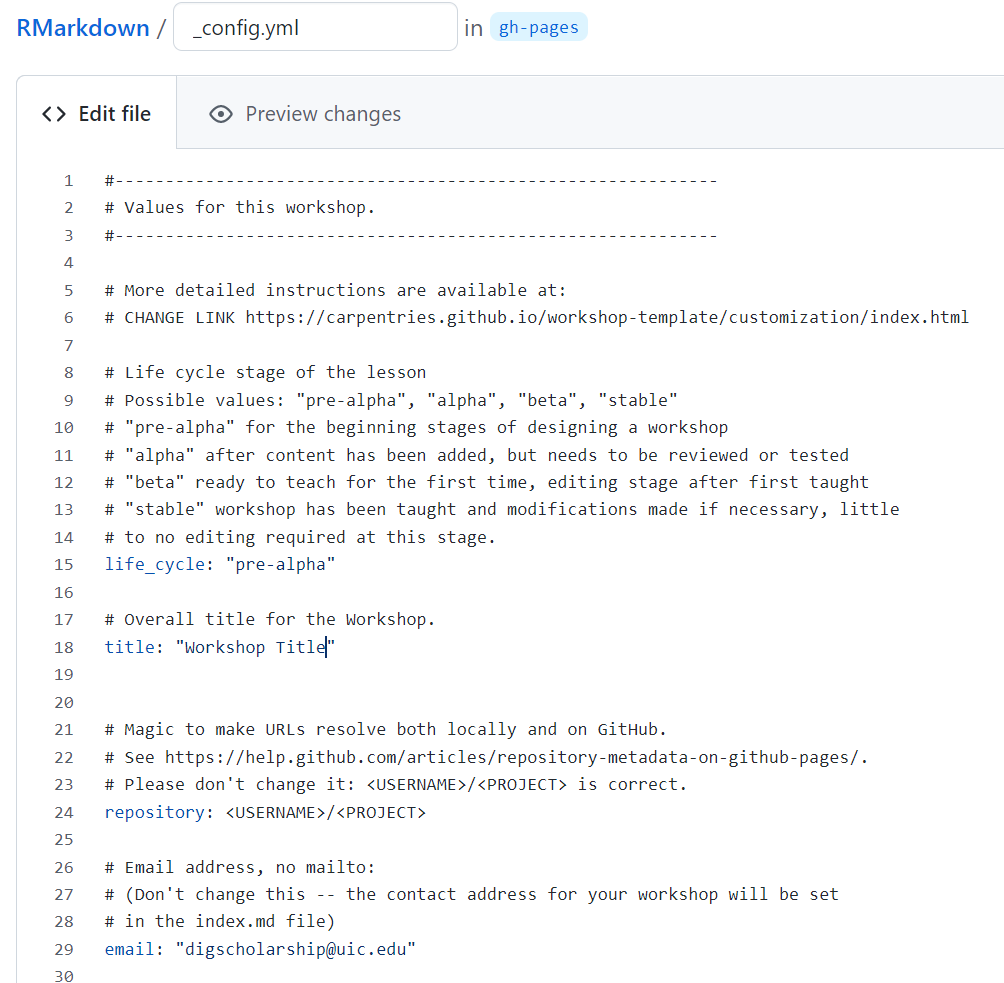 RMarkdown / _config.yml in gh-pages
<> Edit file Preview changes
1 #------------------------------------------------------------
2 # Values for this workshop.
3 #------------------------------------------------------------
4
5 # More detailed instructions are available at:
6 # CHANGE LINK https://carpentries.github.io/workshop-template/customization/index.html
7
8 # Life cycle stage of the lesson
9 # Possible values: "pre-alpha", "alpha", "beta", "stable"
10 # "pre-alpha" for the beginning stages of designing a workshop
11 # "alpha" after content has been added, but needs to be reviewed or tested
12 # "beta" ready to teach for the first time, editing stage after first taught
13 # "stable" workshop has been taught and modifications made if necessary, little
14 # to no editing required at this stage.
15 life_cycle: "pre-alpha"
16
17 # Overall title for the Workshop.
18 title: "Workshop Title"
19
20
21 # Magic to make URLs resolve both locally and on GitHub.
22 # See https://help.github.com/articles/repository-metadata-on-github-pages/.
23 # Please don't change it: <USERNAME>/<PROJECT> is correct.
24 repository: <USERNAME>/<PROJECT>
25
26 # Email address, no mailto:
27 # (Don't change this -- the contact address for your workshop will be set
28 # in the index.md file)
29 email: "digscholarship@uic.edu"
30